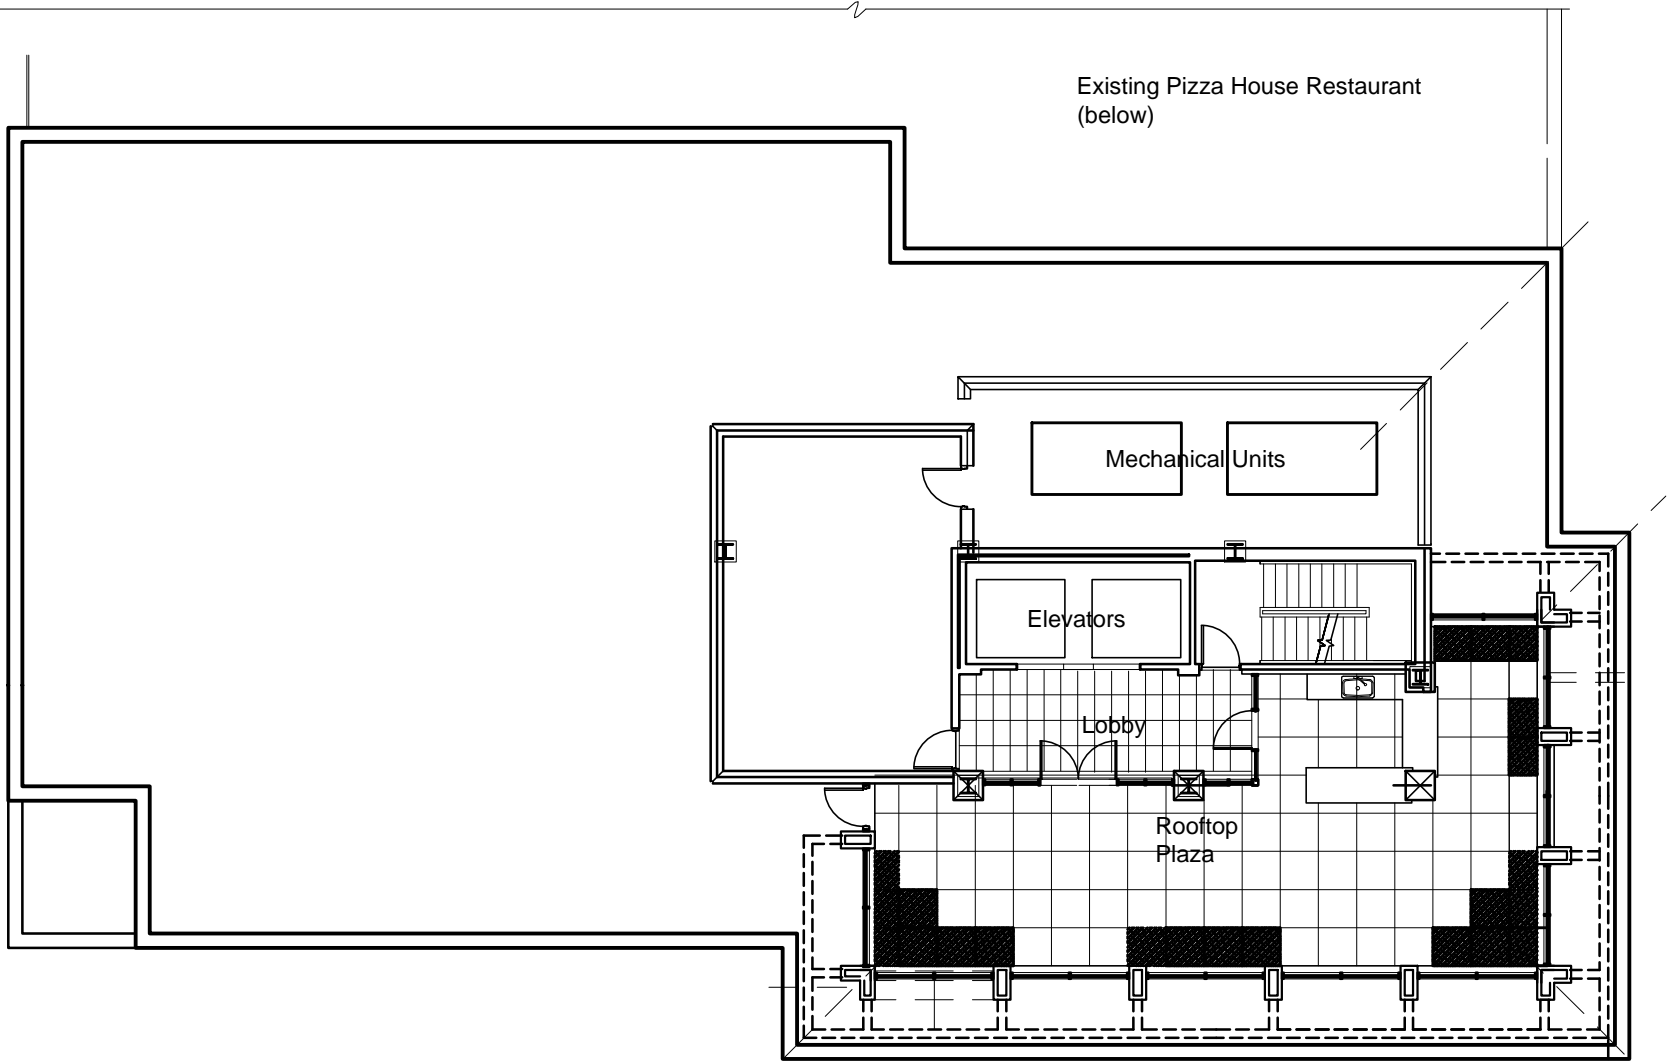 Existing Pizza House Restaurant
(below)
Mechanical Units
Elevators
Lobby
Rooftop
Plaza